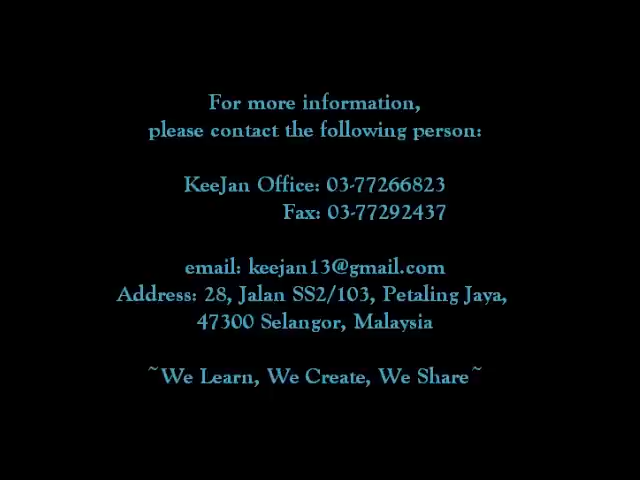 For more information,
please contact the following person:
KeeJan Office: 03-77266823
Fax: 03-77292437
email: keejan13@gmail.com
Address: 28, Jalan SS2/103, Petaling Jaya,
47300 Selangor, Malaysia
~We Learn, We Create, We Share~